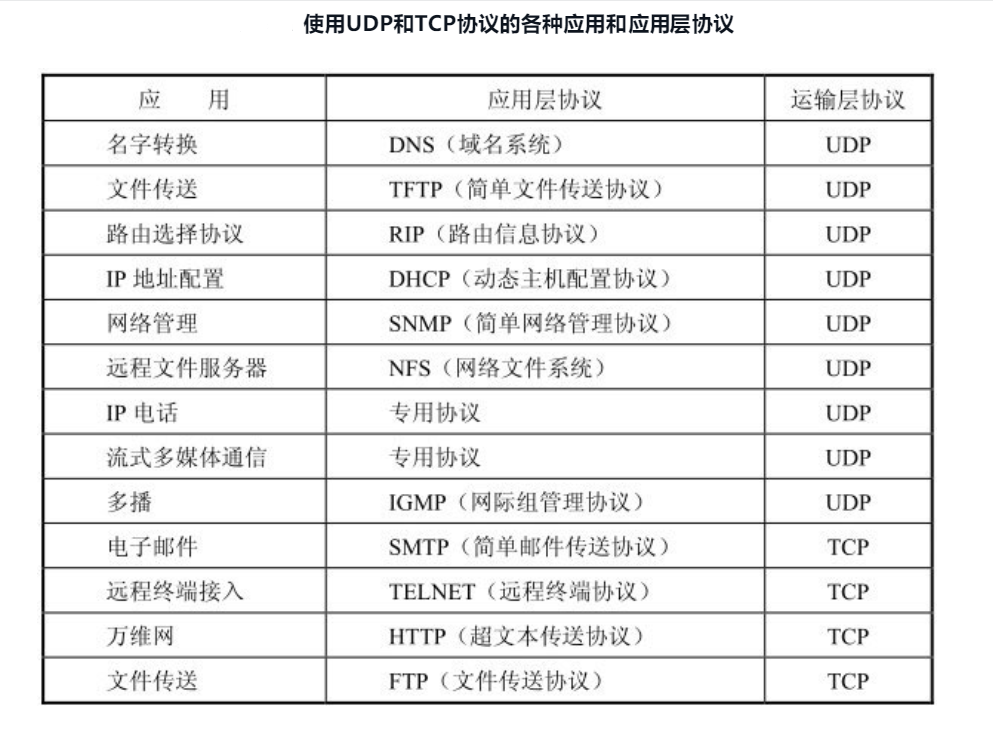 使用UDP和TCP协议的各种应用和应用层协议
应 用 应用层协议 运输层协议
名字转换 DNS（域名系统） UDP
文件传送 TFTP（简单文件传送协议） UDP
路由选择协议 RIP（路由信息协议） UDP
IP 地址配置 DHCP（动态主机配置协议） UDP
网络管理 SNMP（简单网络管理协议） UDP
远程文件服务器 NFS（网络文件系统） UDP
IP 电话 专用协议 UDP
流式多媒体通信 专用协议 UDP
多播 IGMP（网际组管理协议） UDP
电子邮件 SMTP（简单邮件传送协议） TCP
远程终端接入 TELNET（远程终端协议） TCP
万维网 HTTP（超文本传送协议） TCP
文件传送 FTP（文件传送协议） TCP